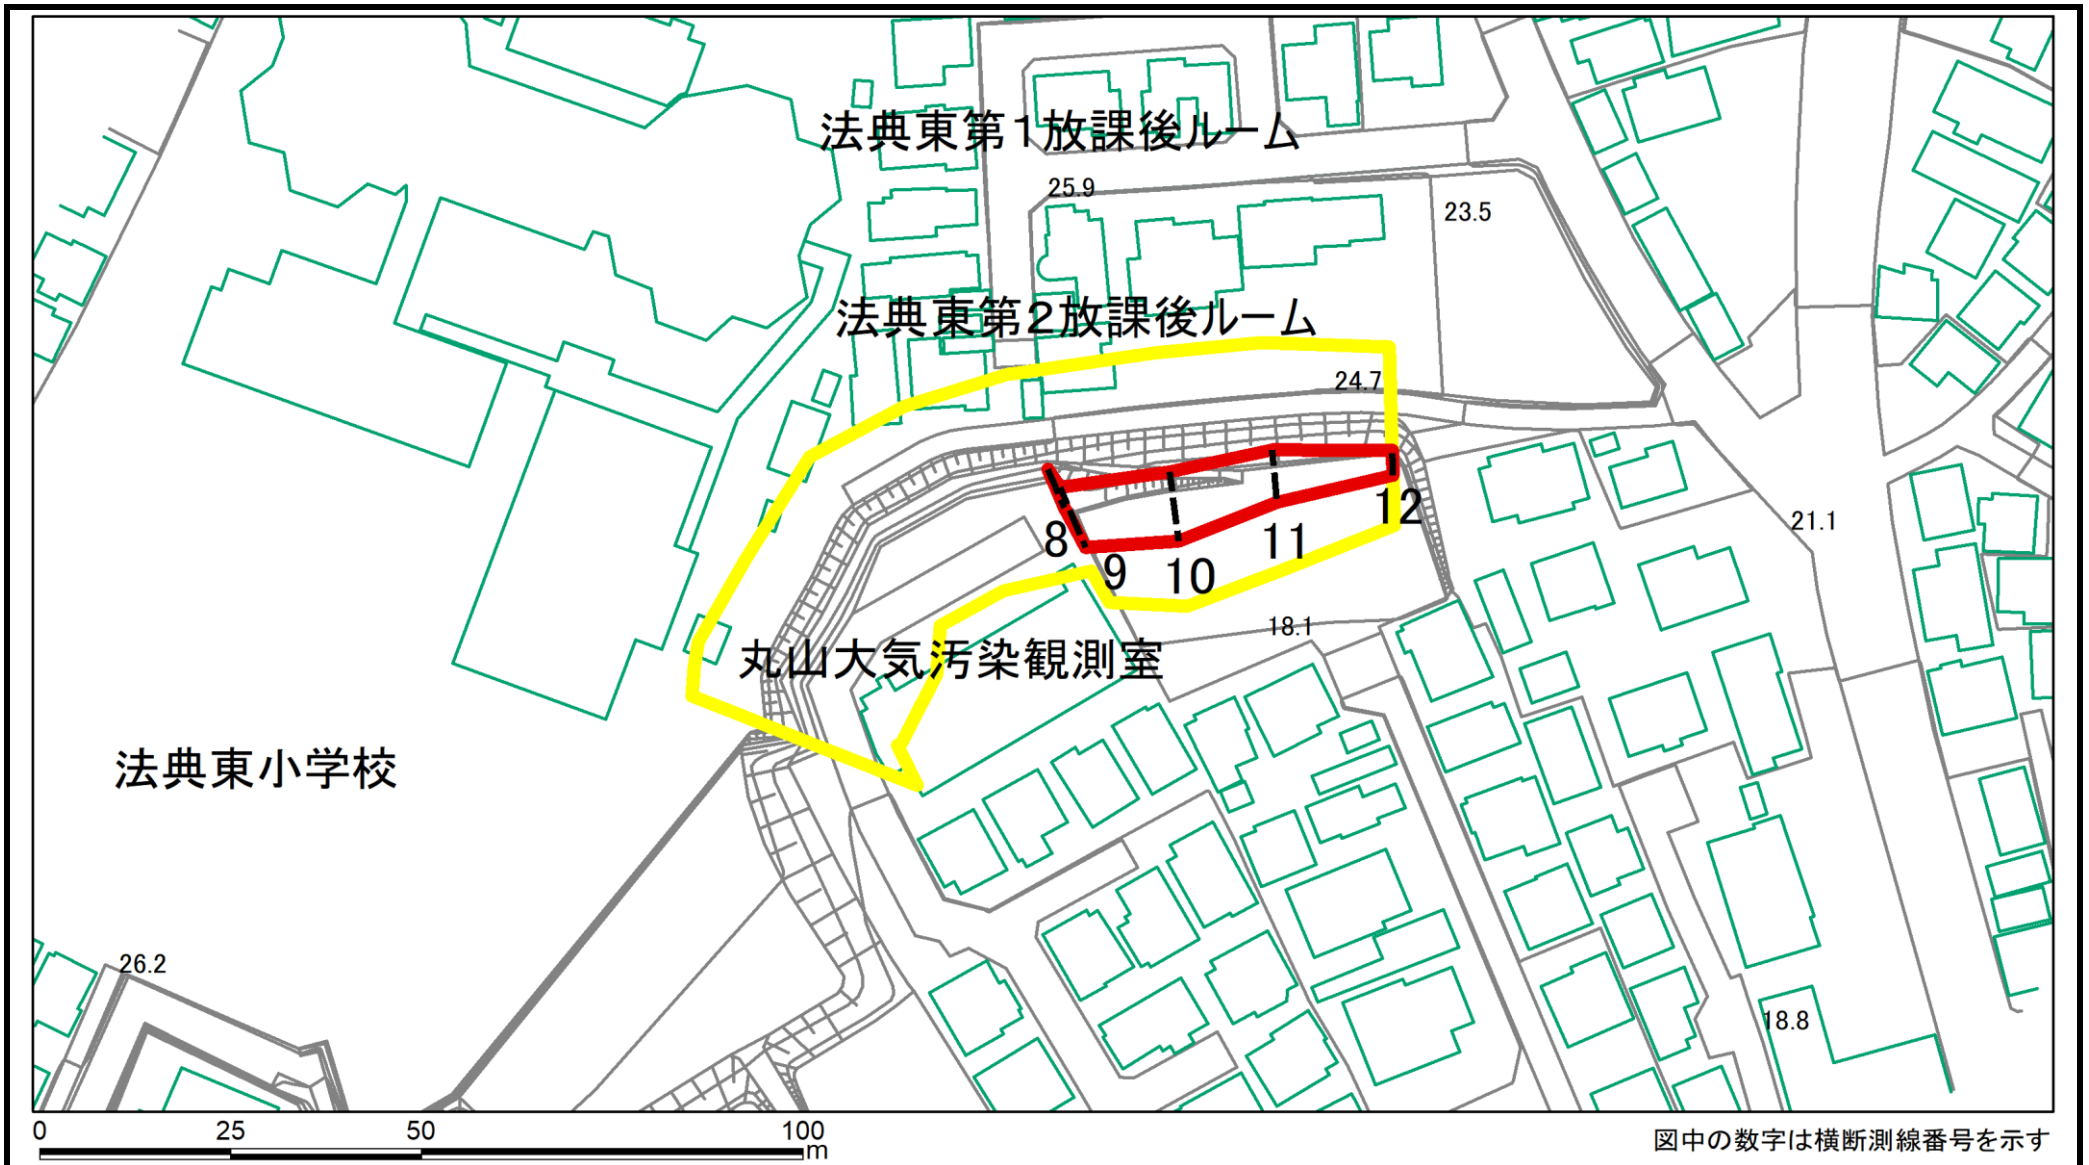 法典東第1放課後ルーム
25.9
23.5
法典東第2放課後ルーム
24.7
8
9
10
11
12
21.1
18.1
丸山大気汚染観測室
法典東小学校
26.2
18.8
0 25 50 100
m
図中の数字は横断測線番号を示す